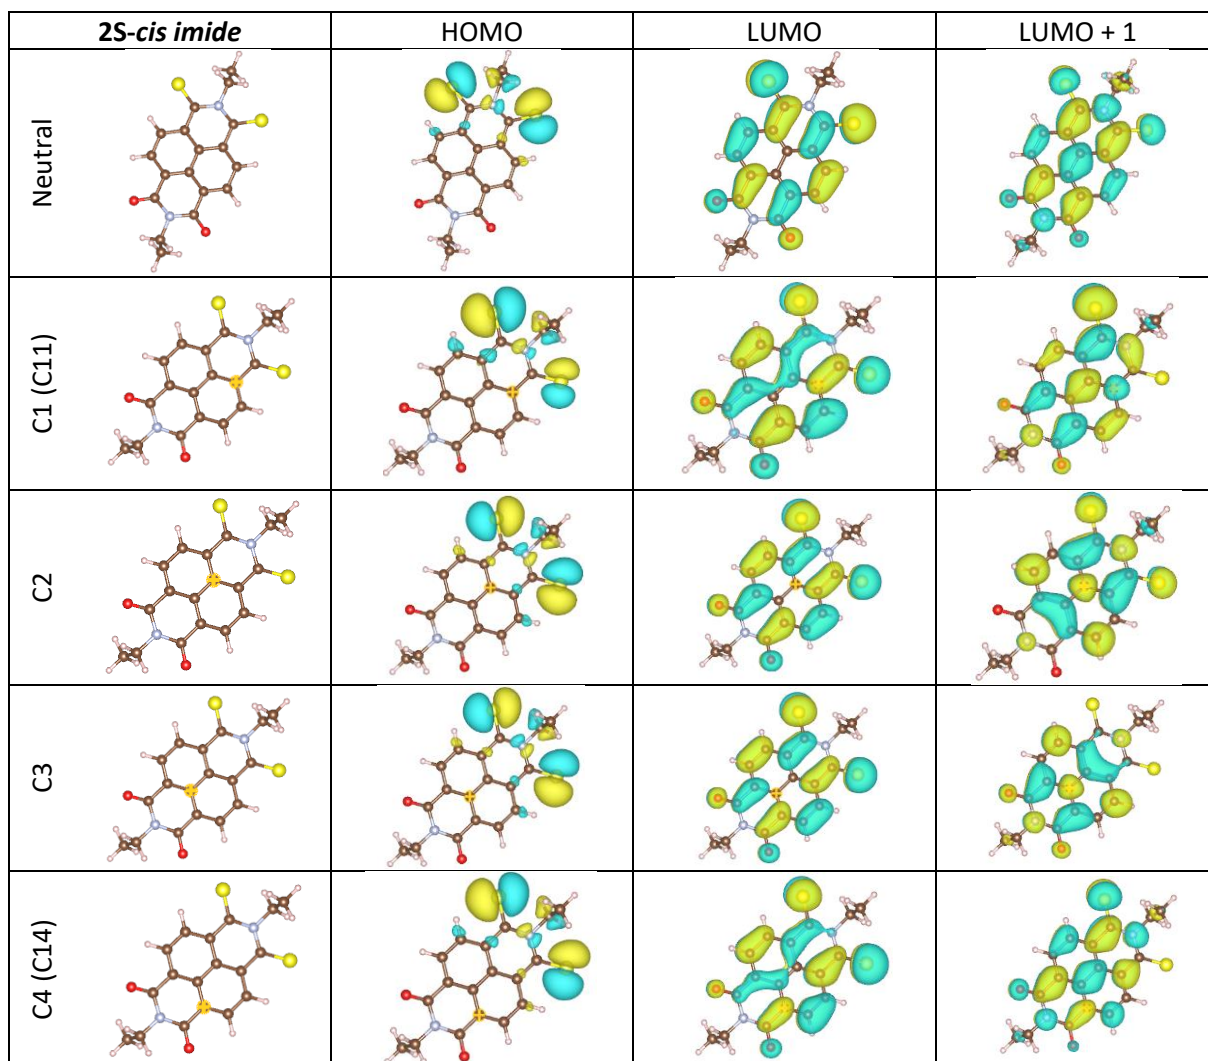 2S-cis imide HOMO LUMO LUMO + 1
Neutral
C1 (C11)
C2
C3
C4 (C14)